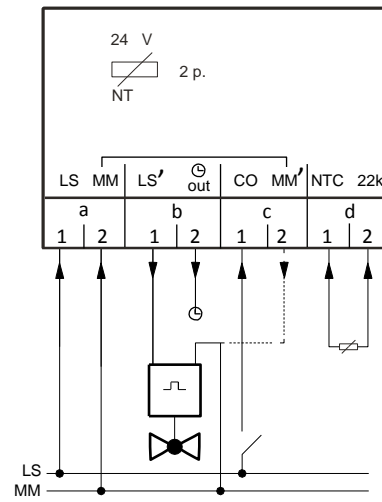 24 V
2 p.
NT
LS MM LS' out CO MM' NTC 22k
a b c d
1 2 1 2 1 2 1 2
LS
MM